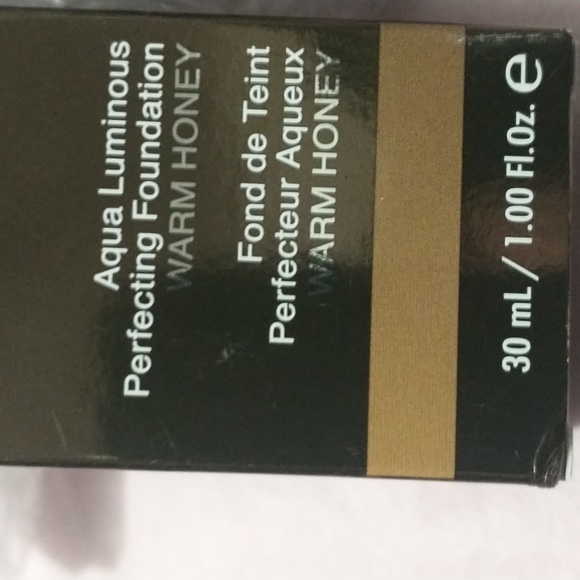 Aqua Luminous
Perfecting Foundation
WARM HONEY
Fond de Teint
Perfecteur Aqueux
WARM HONEY
30 mL / 1.00 Fl.Oz. e